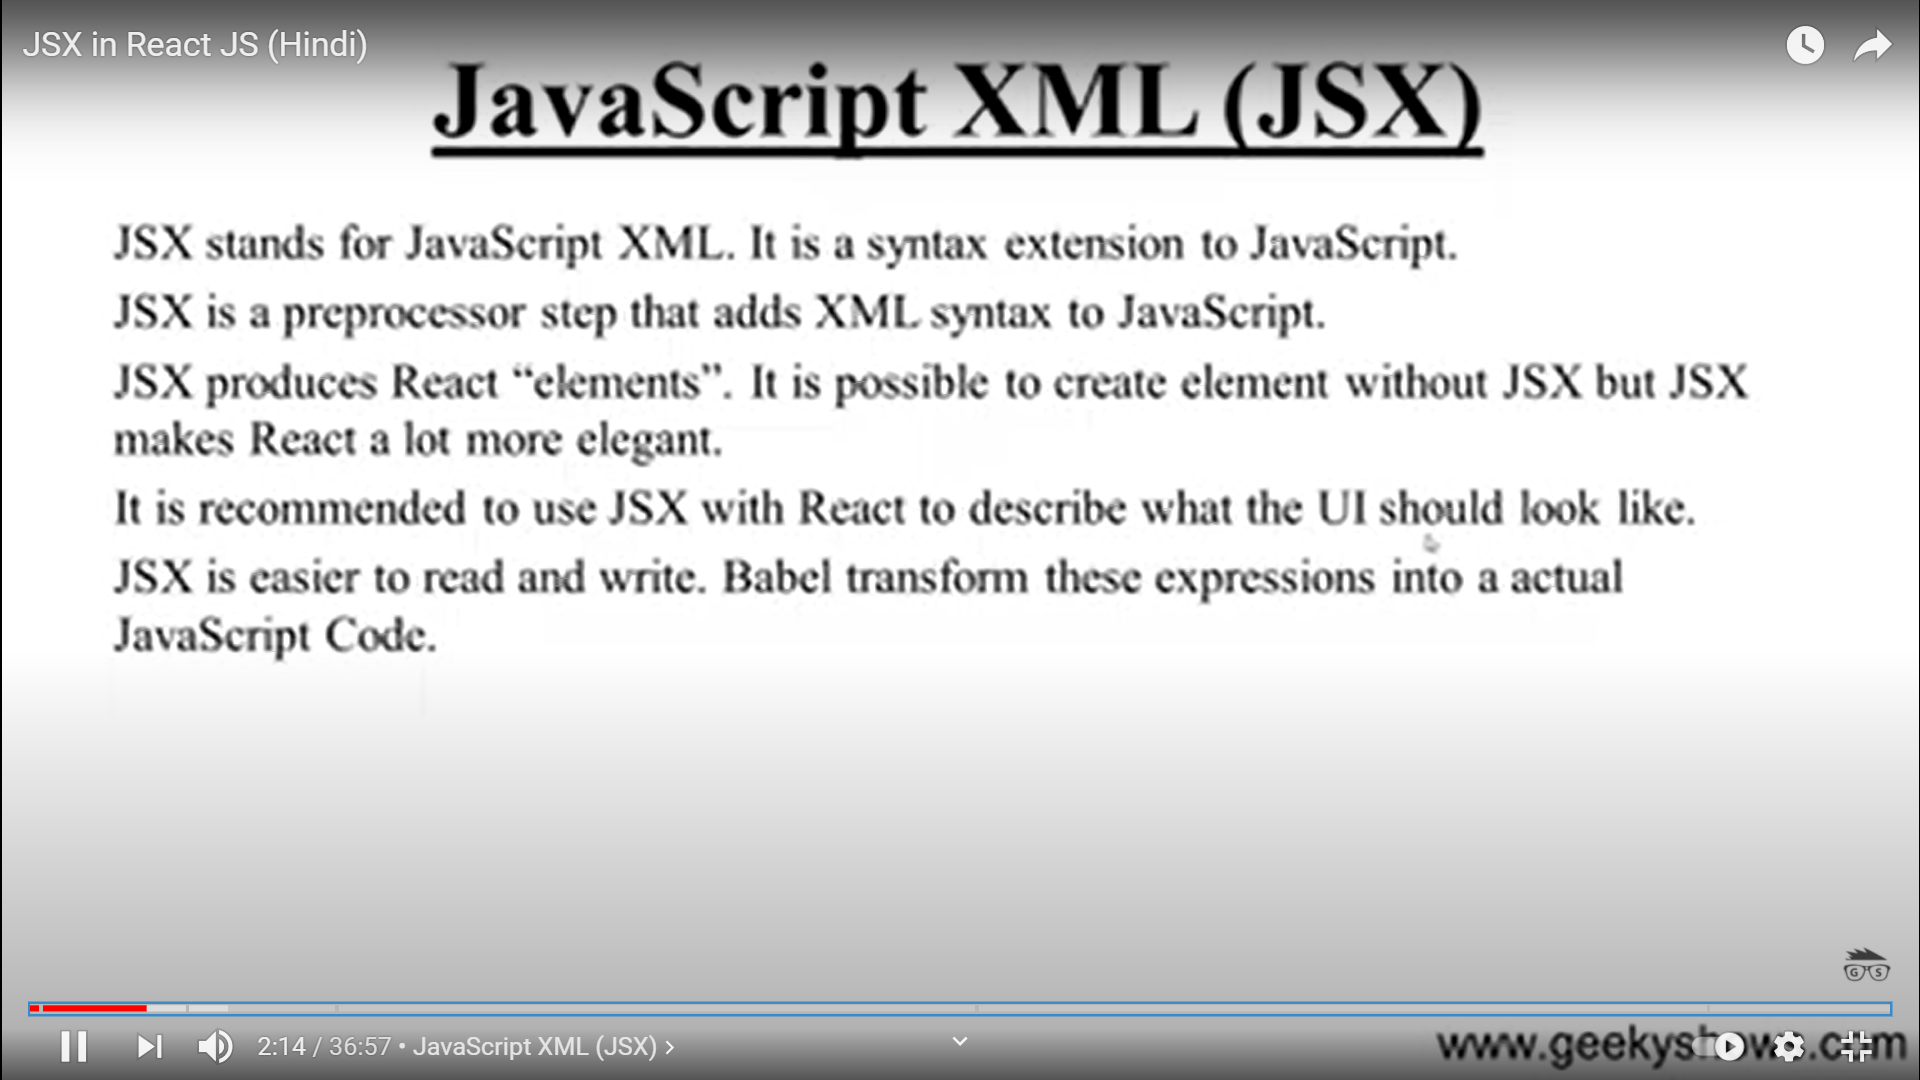 JSX in React JS (Hindi)
JavaScript XML (JSX)
JSX stands for JavaScript XML. It is a syntax extension to JavaScript.
JSX is a preprocessor step that adds XML syntax to JavaScript.
JSX produces React “elements”. It is possible to create element without JSX but JSX
makes React a lot more elegant.
It is recommended to use JSX with React to describe what the UI should look like.
JSX is easier to read and write. Babel transform these expressions into a actual
JavaScript Code.
G S
2:14 / 36:57 • JavaScript XML (JSX) >